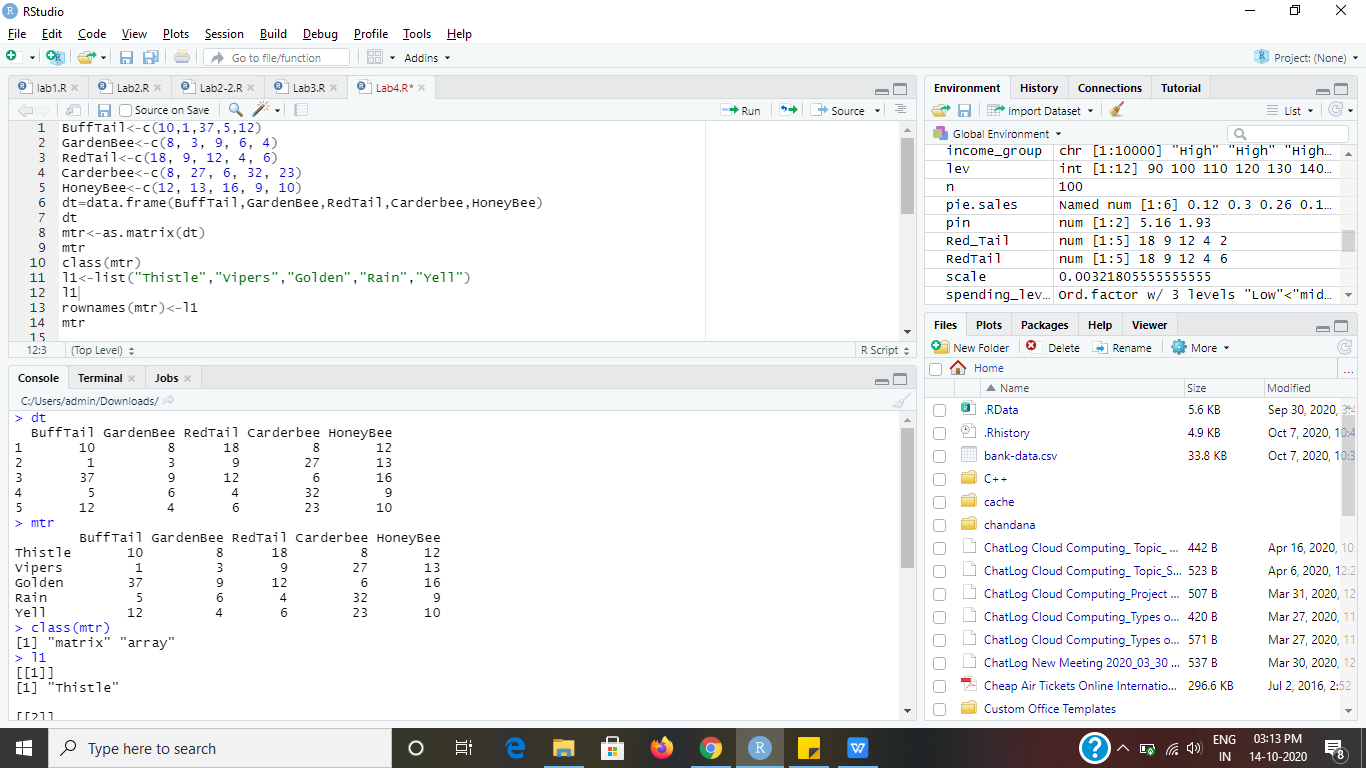 RStudio
File Edit Code View Plots Session Build Debug Profile Tools Help
Go to file/function Addins Project: (None)
lab1.R Lab2.R Lab2-2.R Lab3.R Lab4.R*
Source on Save Run Source
1 BuffTail<-c(10,1,37,5,12)
2 GardenBee<-c(8, 3, 9, 6, 4)
3 RedTail<-c(18, 9, 12, 4, 6)
4 Carderbee<-c(8, 27, 6, 32, 23)
5 HoneyBee<-c(12, 13, 16, 9, 10)
6 dt=data.frame(BuffTail,GardenBee,RedTail,Carderbee,HoneyBee)
7 dt
8 mtr<-as.matrix(dt)
9 mtr
10 class(mtr)
11 l1<-list("Thistle","Vipers","Golden","Rain","Yell")
12 l1
13 rownames(mtr)<-l1
14 mtr
15
12:3 (Top Level) R Script
Console Terminal Jobs
C:/Users/admin/Downloads/
> dt
BuffTail GardenBee RedTail Carderbee HoneyBee
1 10 8 18 8 12
2 1 3 9 27 13
3 37 9 12 6 16
4 5 6 4 32 9
5 12 4 6 23 10
> mtr
BuffTail GardenBee RedTail Carderbee HoneyBee
Thistle 10 8 18 8 12
Vipers 1 3 9 27 13
Golden 37 9 12 6 16
Rain 5 6 4 32 9
Yell 12 4 6 23 10
> class(mtr)
[1] "matrix" "array"
> l1
[[1]]
[1] "Thistle"
[[2]]
Environment History Connections Tutorial
Import Dataset List
Global Environment
income_group chr [1:10000] "High" "High" "High…
lev int [1:12] 90 100 110 120 130 140…
n 100
pie.sales Named num [1:6] 0.12 0.3 0.26 0.1…
pin num [1:2] 5.16 1.93
Red_Tail num [1:5] 18 9 12 4 2
RedTail num [1:5] 18 9 12 4 6
scale 0.00321805555555555
spending_lev… Ord.factor w/ 3 levels "Low"<"mid…
Files Plots Packages Help Viewer
New Folder Delete Rename More
Home ...
Name Size Modified
.RData 5.6 KB Sep 30, 2020, 3:4
.Rhistory 4.9 KB Oct 7, 2020, 10:4
bank-data.csv 33.8 KB Oct 7, 2020, 10:3
C++
cache
chandana
ChatLog Cloud Computing_ Topic_ ... 442 B Apr 16, 2020, 10:
ChatLog Cloud Computing_ Topic_S... 523 B Apr 6, 2020, 12:2
ChatLog Cloud Computing_Project ... 507 B Mar 31, 2020, 12
ChatLog Cloud Computing_Types o... 420 B Mar 27, 2020, 11
ChatLog Cloud Computing_Types o... 571 B Mar 27, 2020, 11
ChatLog New Meeting 2020_03_30 ... 537 B Mar 30, 2020, 12
Cheap Air Tickets Online Internatio... 296.6 KB Jul 2, 2016, 2:52
Custom Office Templates
Type here to search
ENG 03:13 PM
IN 14-10-2020 8